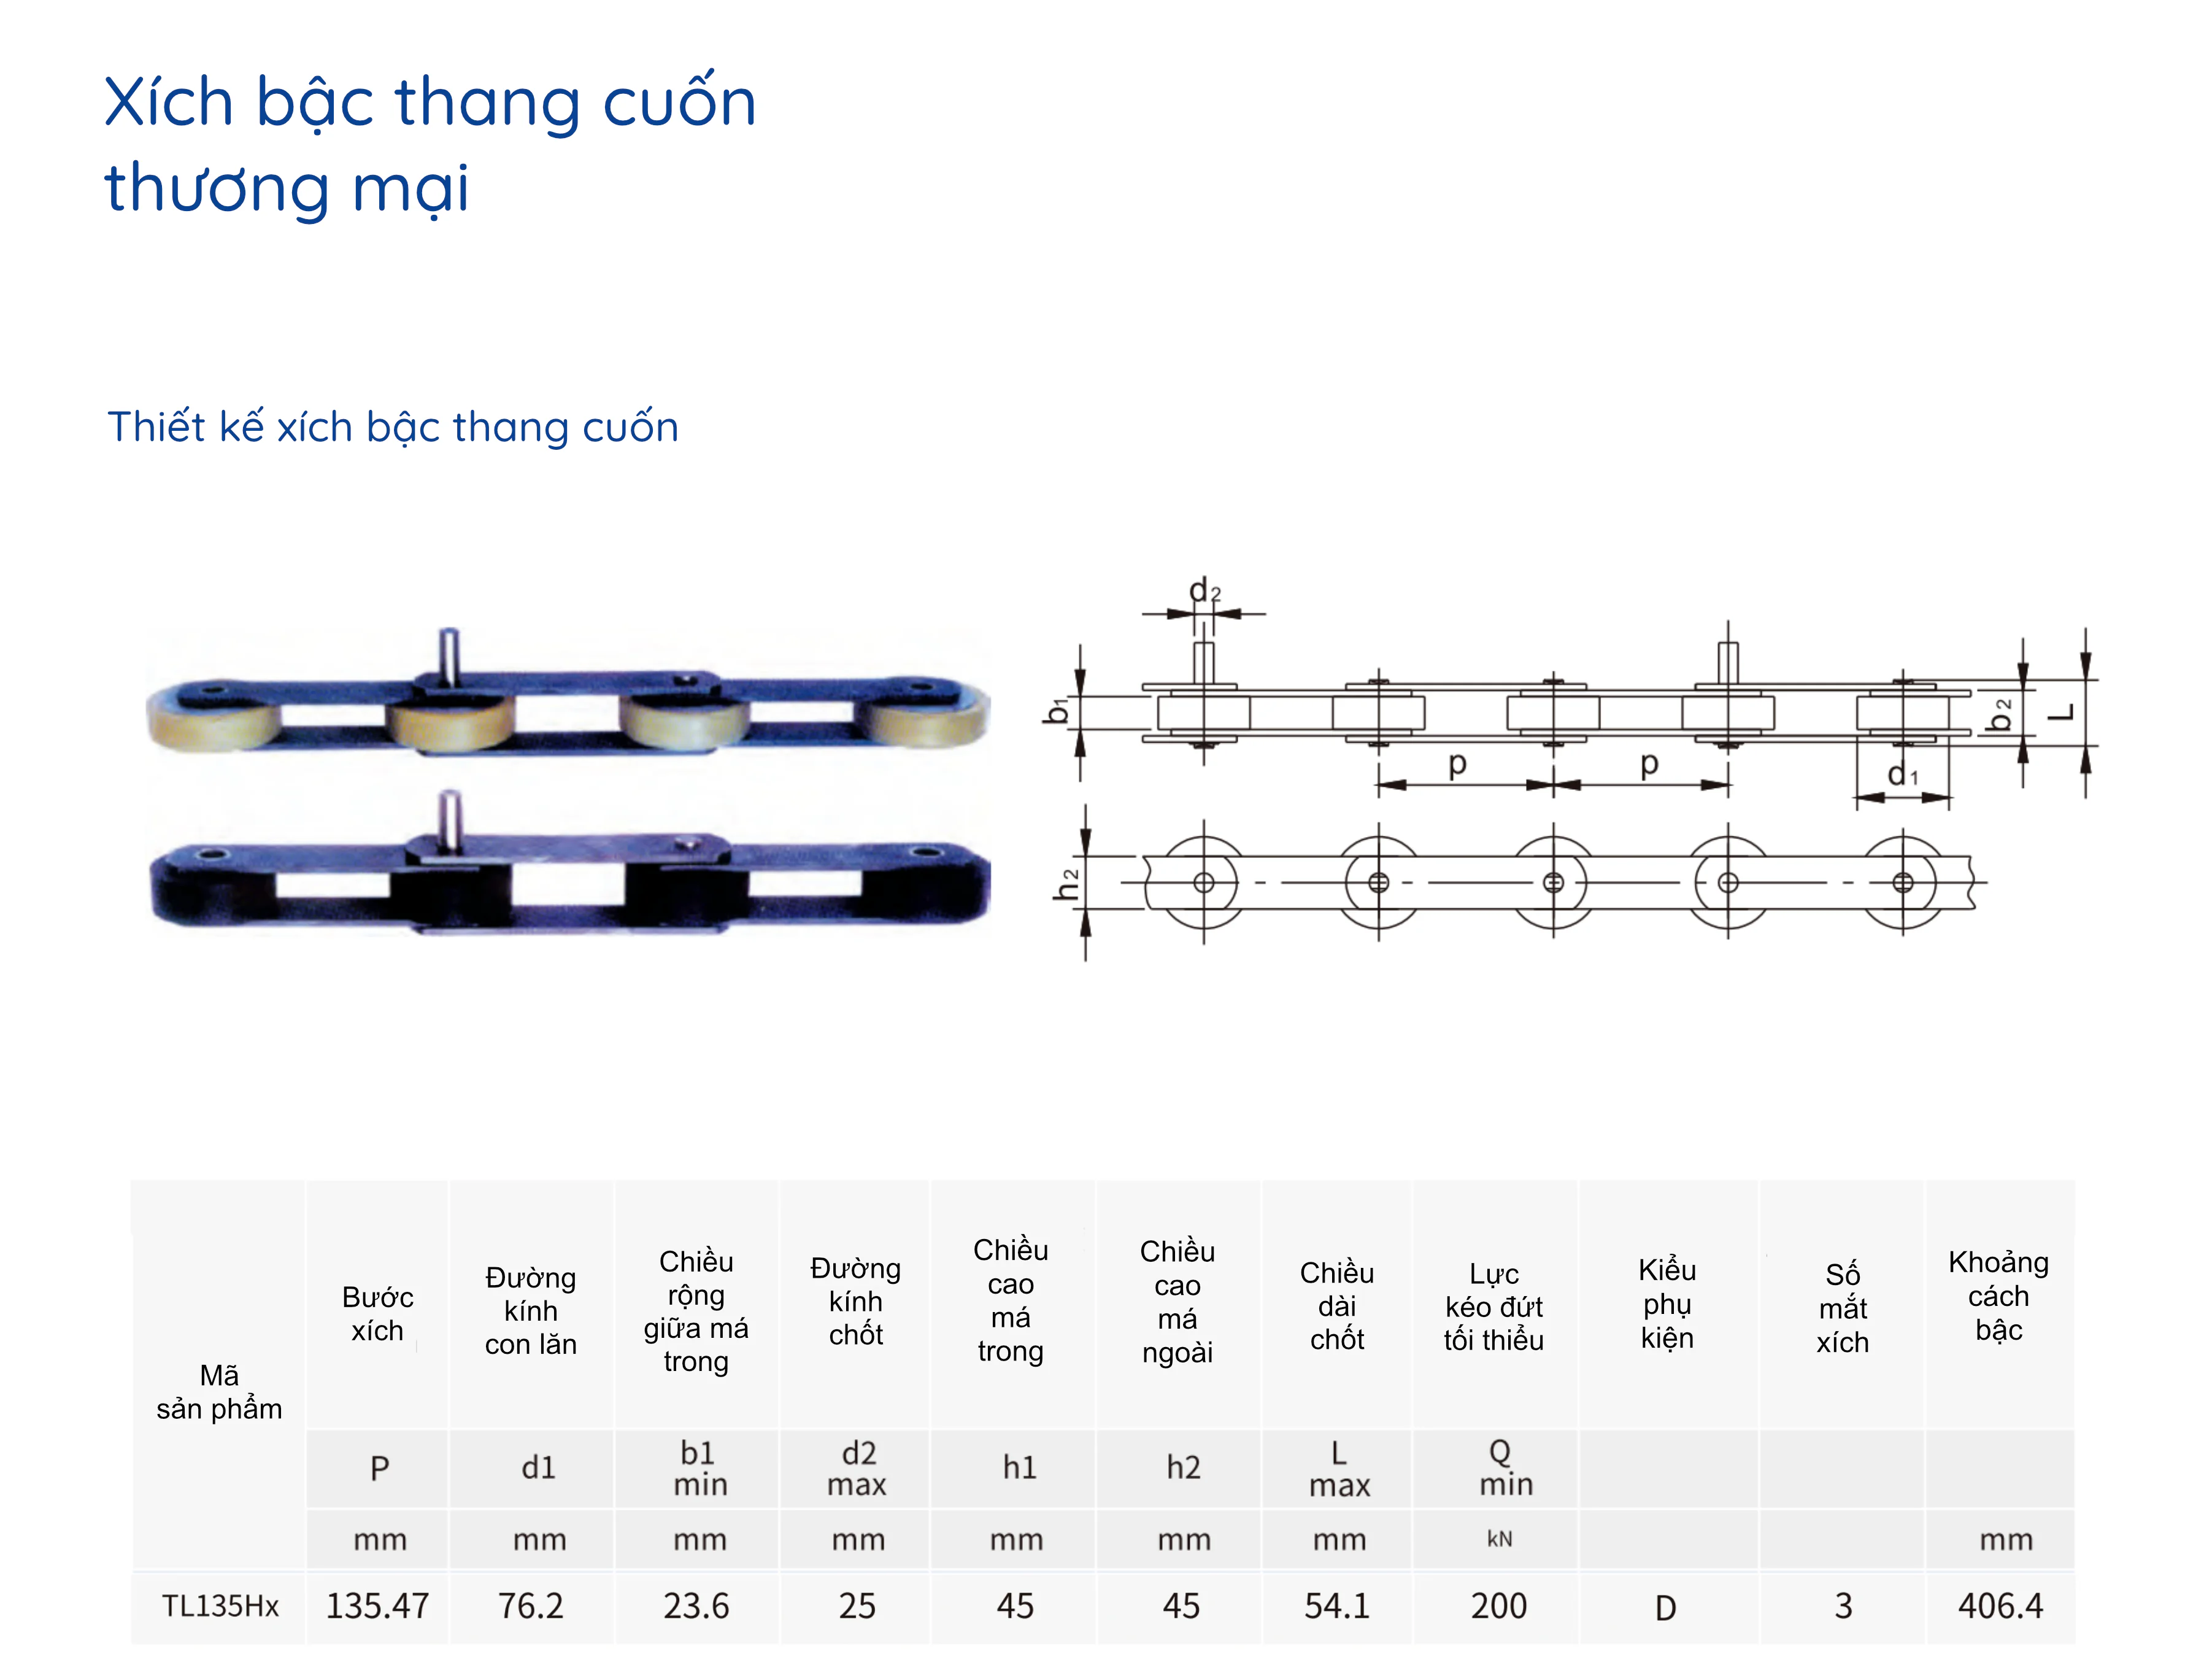 Xích bậc thang cuốn
thương mại
Thiết kế xích bậc thang cuốn
d2
b1
b2
L
p
p
d1
h2
Mã
sản phẩm
Bước
xích
Đường
kính
con lăn
Chiều
rộng
giữa má
trong
Đường
kính
chốt
Chiều
cao
má
trong
Chiều
cao
má
ngoài
Chiều
dài
chốt
Lực
kéo đứt
tối thiểu
Kiểu
phụ
kiện
Số
mắt
xích
Khoảng
cách
bậc
P
d1
b1
min
d2
max
h1
h2
L
max
Q
min
mm
mm
mm
mm
mm
mm
mm
kN
mm
TL135Hx
135.47
76.2
23.6
25
45
45
54.1
200
D
3
406.4